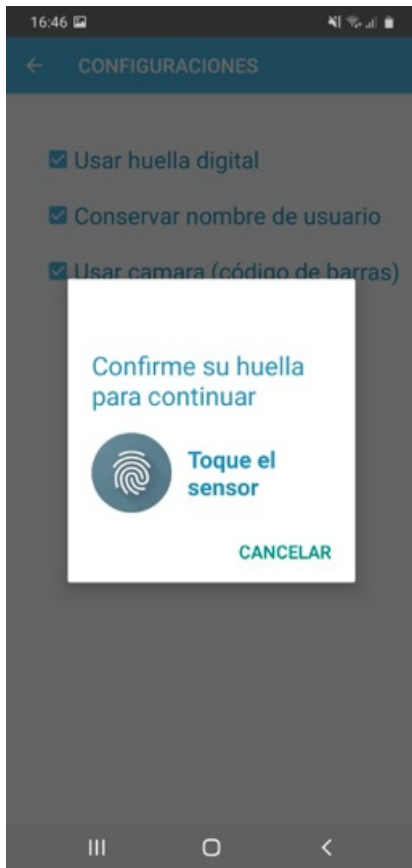 16:46
CONFIGURACIONES
Usar huella digital
Conservar nombre de usuario
Usar camara (código de barras)
Confirme su huella
para continuar
Toque el
sensor
CANCELAR